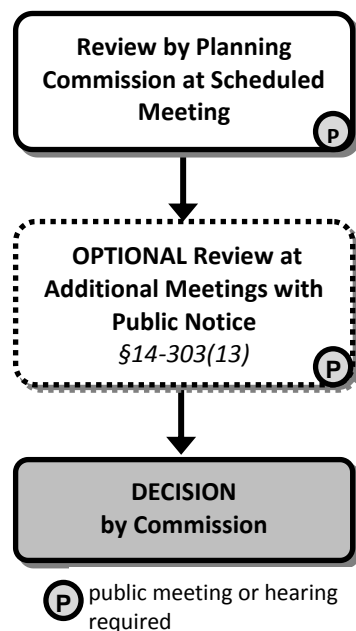 Review by Planning
Commission at Scheduled
Meeting
P
OPTIONAL Review at
Additional Meetings with
Public Notice
§14-303(13)
P
DECISION
by Commission
P public meeting or hearing
required